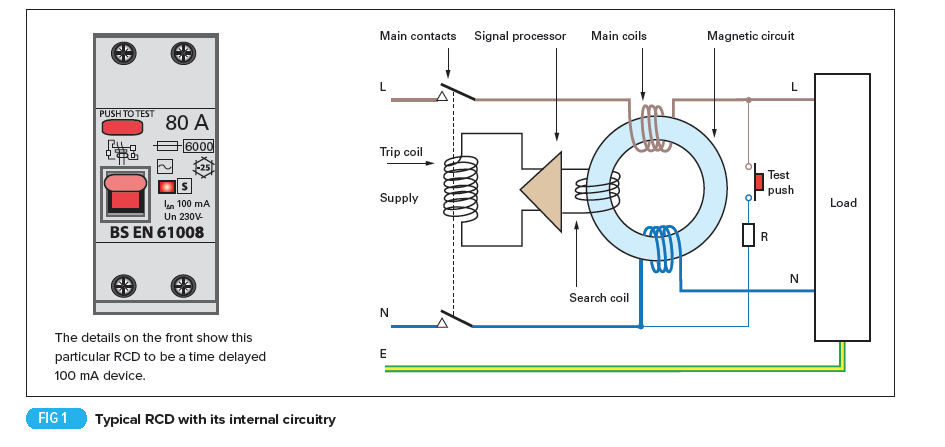 PUSH TO TEST
80 A
6000
-25
S
I∆n 100 mA
Un 230V~
BS EN 61008
The details on the front show this
particular RCD to be a time delayed
100 mA device.
Main contacts
Signal processor
Main coils
Magnetic circuit
L
L
Trip coil
Supply
Test
push
Load
R
Search coil
N
N
E
FIG 1 Typical RCD with its internal circuitry